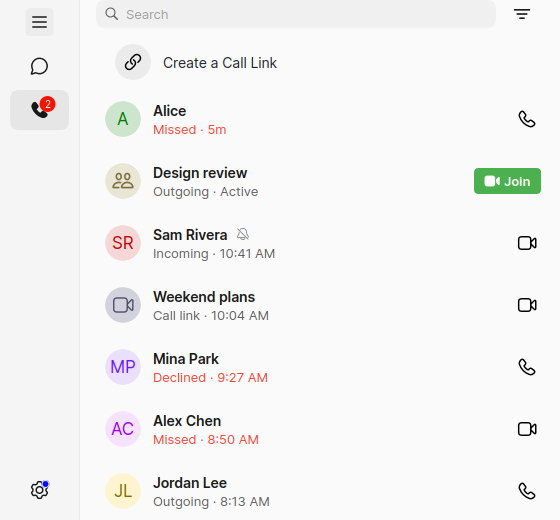 Search
Create a Call Link
2
A
Alice
Missed · 5m
Design review
Outgoing · Active
Join
SR
Sam Rivera
Incoming · 10:41 AM
Weekend plans
Call link · 10:04 AM
MP
Mina Park
Declined · 9:27 AM
AC
Alex Chen
Missed · 8:50 AM
JL
Jordan Lee
Outgoing · 8:13 AM